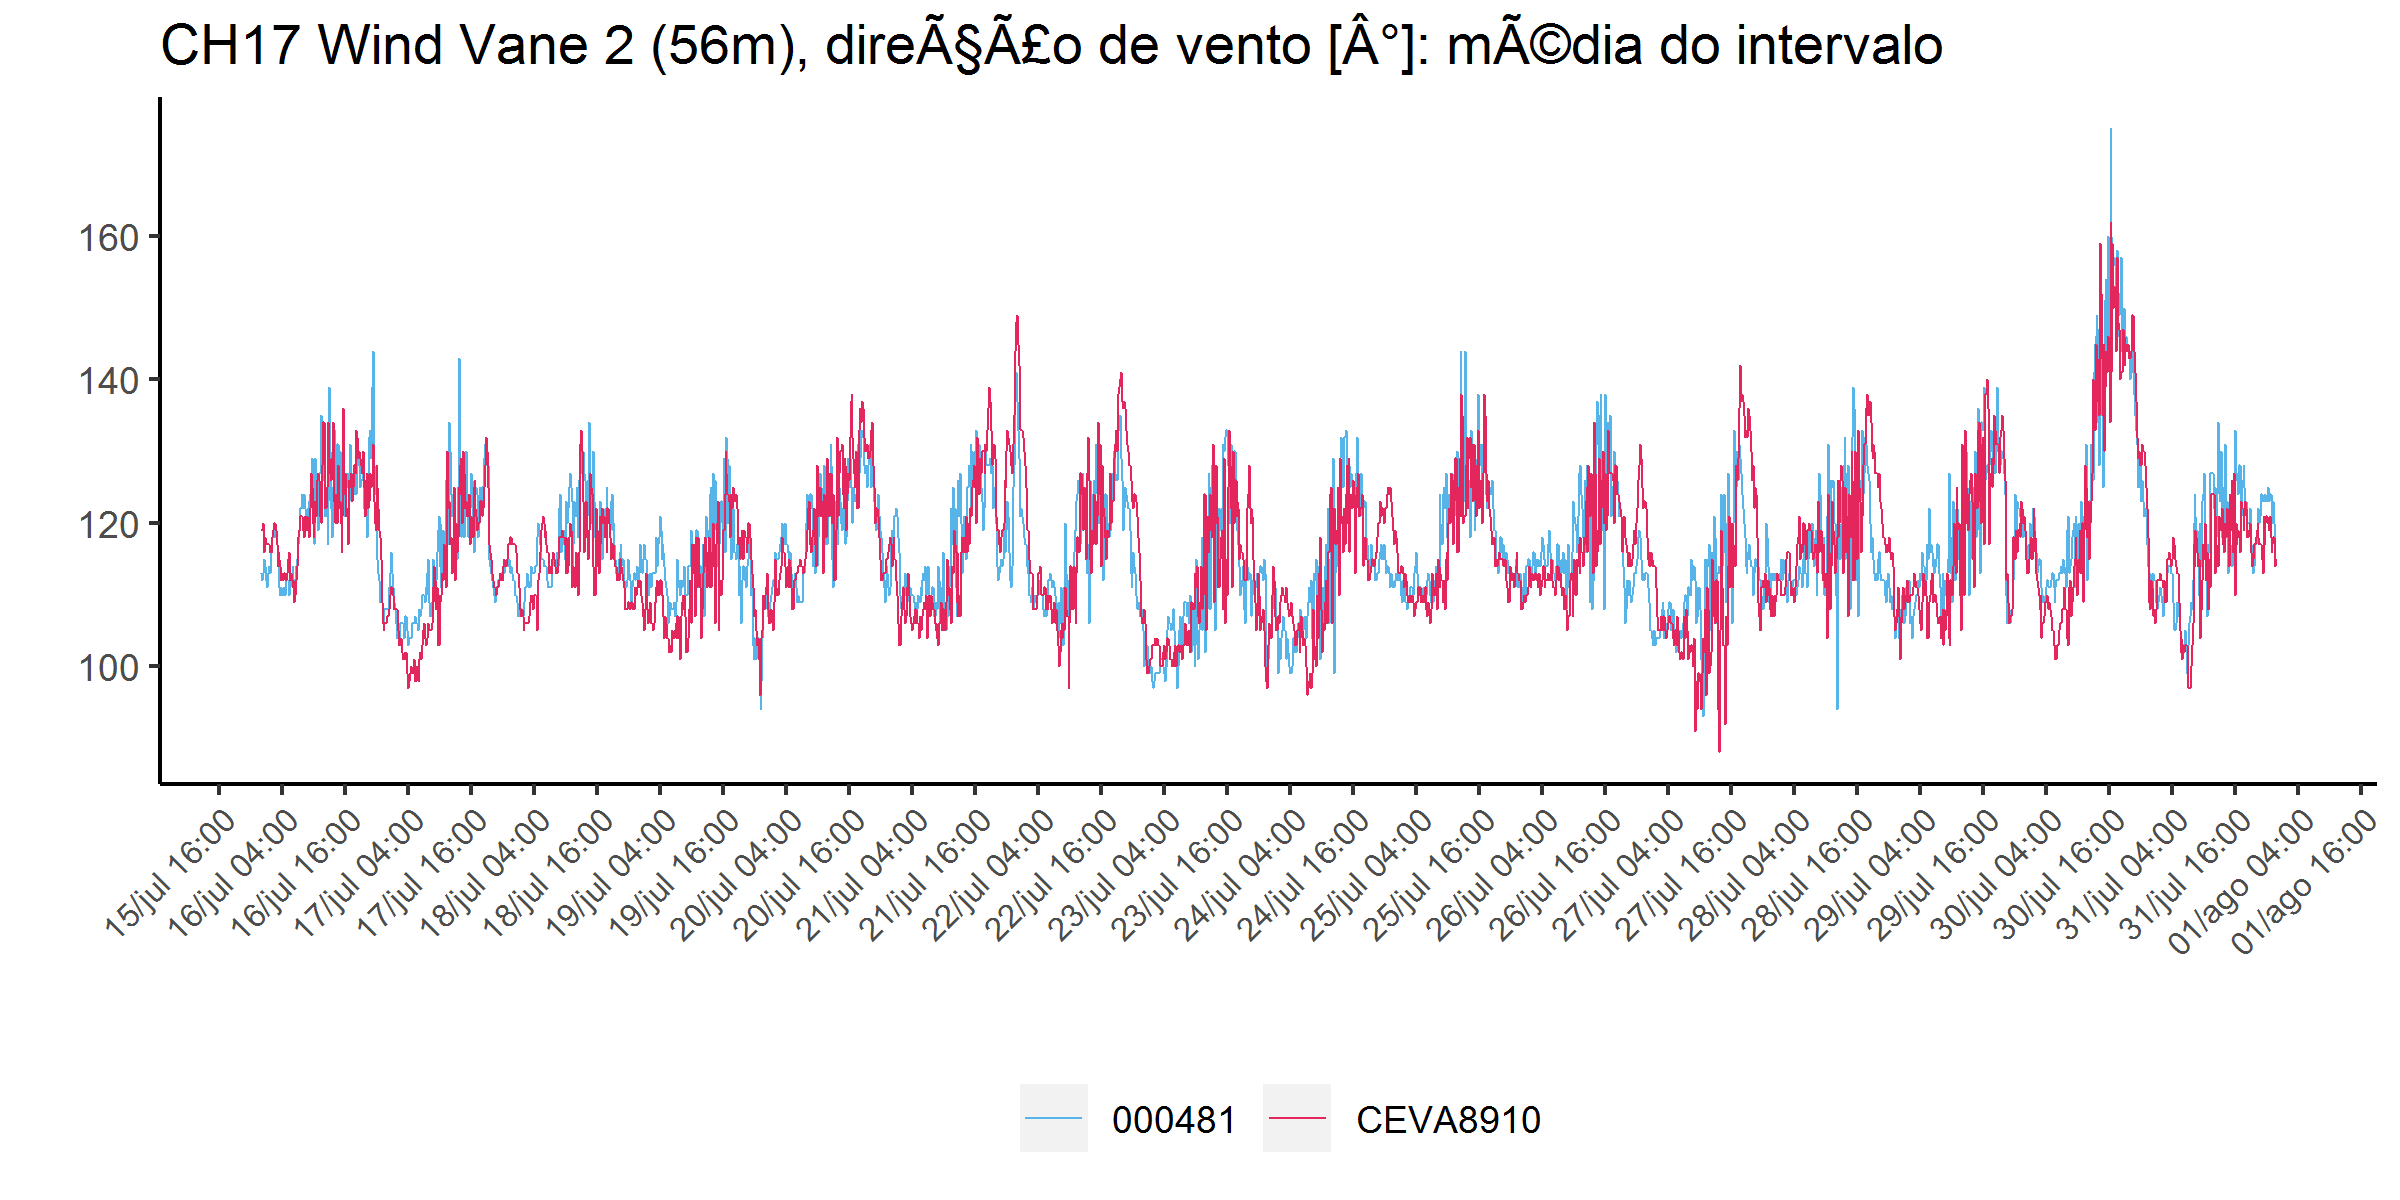 CH17 Wind Vane 2 (56m), direÃ§Ã£o de vento [Â°]: mÃ©dia do intervalo
160
140
120
100
15/jul 16:00
16/jul 04:00
16/jul 16:00
17/jul 04:00
17/jul 16:00
18/jul 04:00
18/jul 16:00
19/jul 04:00
19/jul 16:00
20/jul 04:00
20/jul 16:00
21/jul 04:00
21/jul 16:00
22/jul 04:00
22/jul 16:00
23/jul 04:00
23/jul 16:00
24/jul 04:00
24/jul 16:00
25/jul 04:00
25/jul 16:00
26/jul 04:00
26/jul 16:00
27/jul 04:00
27/jul 16:00
28/jul 04:00
28/jul 16:00
29/jul 04:00
29/jul 16:00
30/jul 04:00
30/jul 16:00
31/jul 04:00
31/jul 16:00
01/ago 04:00
01/ago 16:00
000481
CEVA8910